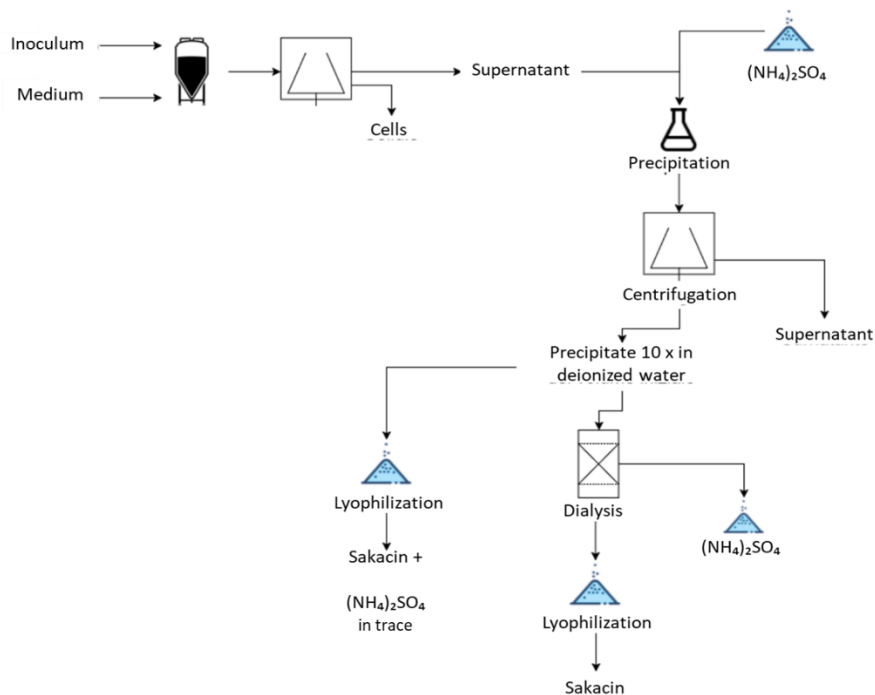 Inoculum
Medium
Supernatant
Cells
(NH₄)₂SO₄
Precipitation
Centrifugation
Supernatant
Precipitate 10 x in
deionized water
Lyophilization
Sakacin +
(NH₄)₂SO₄
in trace
Dialysis
(NH₄)₂SO₄
Lyophilization
Sakacin